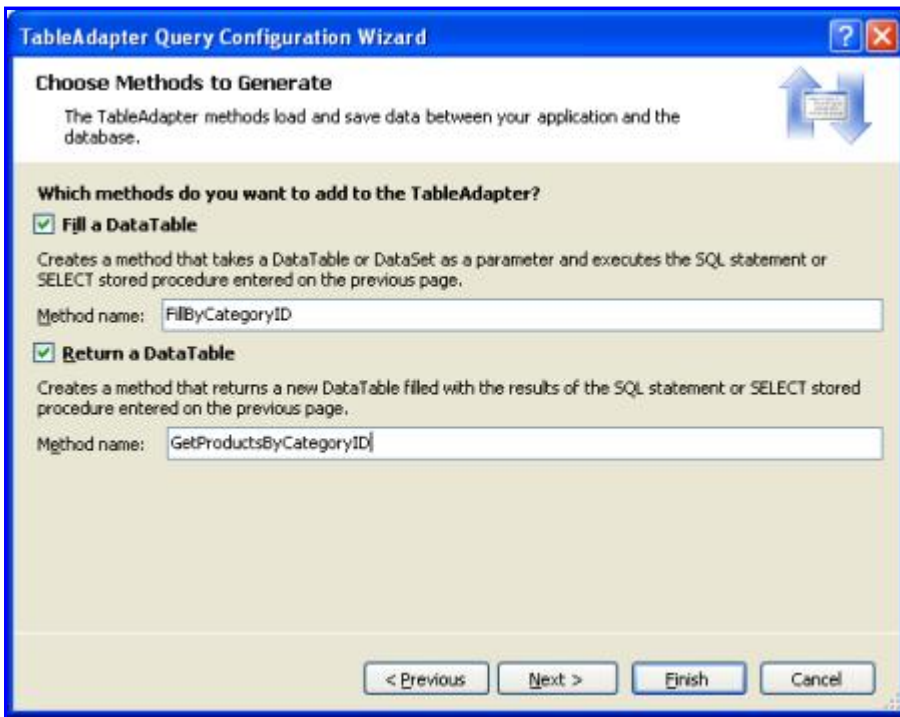 TableAdapter Query Configuration Wizard
Choose Methods to Generate
The TableAdapter methods load and save data between your application and the
database.
Which methods do you want to add to the TableAdapter?
Fill a DataTable
Creates a method that takes a DataTable or DataSet as a parameter and executes the SQL statement or
SELECT stored procedure entered on the previous page.
Method name: FillByCategoryID
Return a DataTable
Creates a method that returns a new DataTable filled with the results of the SQL statement or SELECT stored
procedure entered on the previous page.
Method name: GetProductsByCategoryID
< Previous Next > Finish Cancel